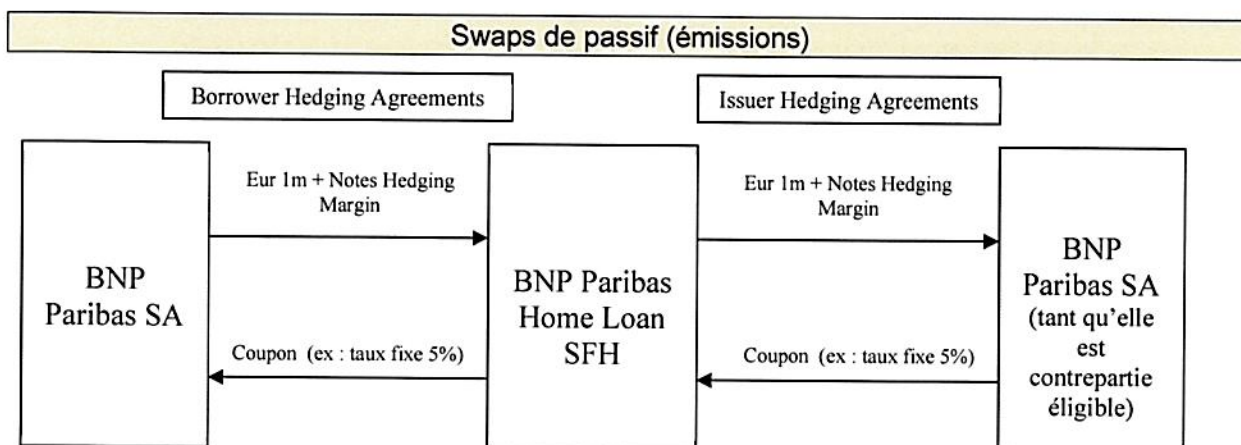 Swaps de passif (émissions)
Borrower Hedging Agreements
Issuer Hedging Agreements
BNP
Paribas SA
Eur 1m + Notes Hedging
Margin
Coupon (ex : taux fixe 5%)
BNP Paribas
Home Loan
SFH
Eur 1m + Notes Hedging
Margin
Coupon (ex : taux fixe 5%)
BNP
Paribas SA
(tant qu'elle
est
contrepartie
éligible)